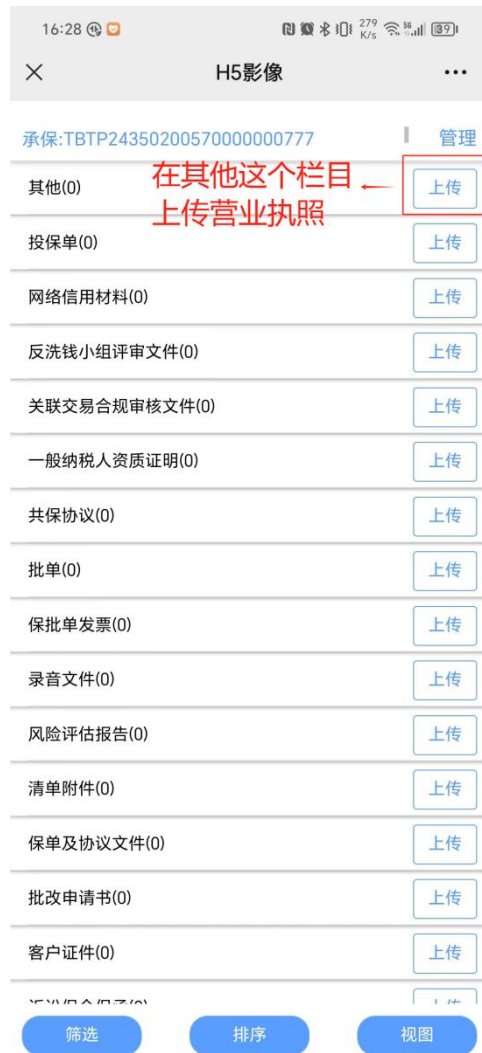 16:28 279 K/s 5G 39
H5影像
承保:TBTP24350200570000000777 管理
其他(0) 上传
在其他这个栏目
上传营业执照
投保单(0) 上传
网络信用材料(0) 上传
反洗钱小组评审文件(0) 上传
关联交易合规审核文件(0) 上传
一般纳税人资质证明(0) 上传
共保协议(0) 上传
批单(0) 上传
保批单发票(0) 上传
录音文件(0) 上传
风险评估报告(0) 上传
清单附件(0) 上传
保单及协议文件(0) 上传
批改申请书(0) 上传
客户证件(0) 上传
筛选 排序 视图